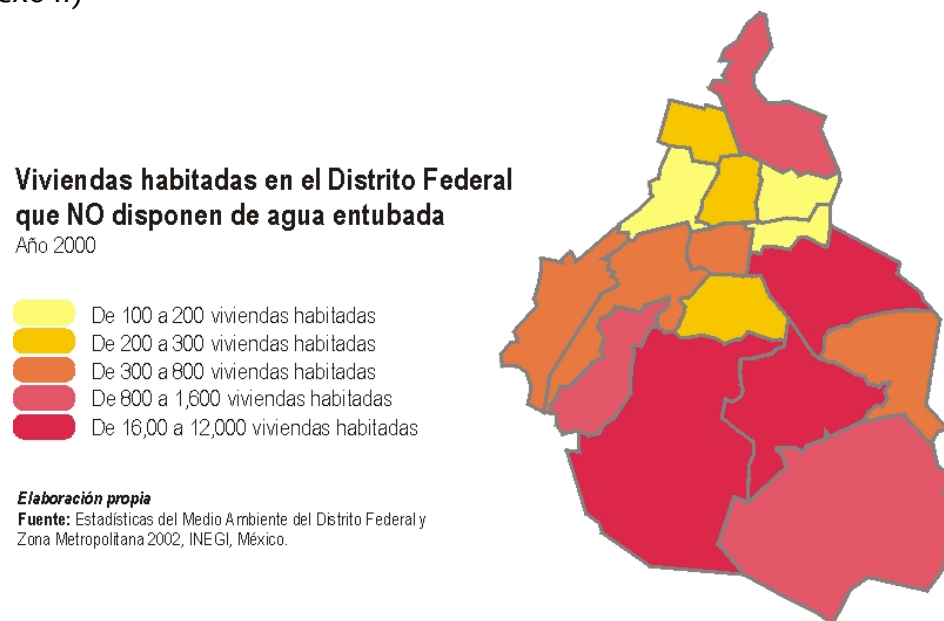 Viviendas habitadas en el Distrito Federal
que NO disponen de agua entubada
Año 2000
De 100 a 200 viviendas habitadas
De 200 a 300 viviendas habitadas
De 300 a 800 viviendas habitadas
De 800 a 1,600 viviendas habitadas
De 16,00 a 12,000 viviendas habitadas
Elaboración propia
Fuente: Estadísticas del Medio Ambiente del Distrito Federal y
Zona Metropolitana 2002, INEGI, México.